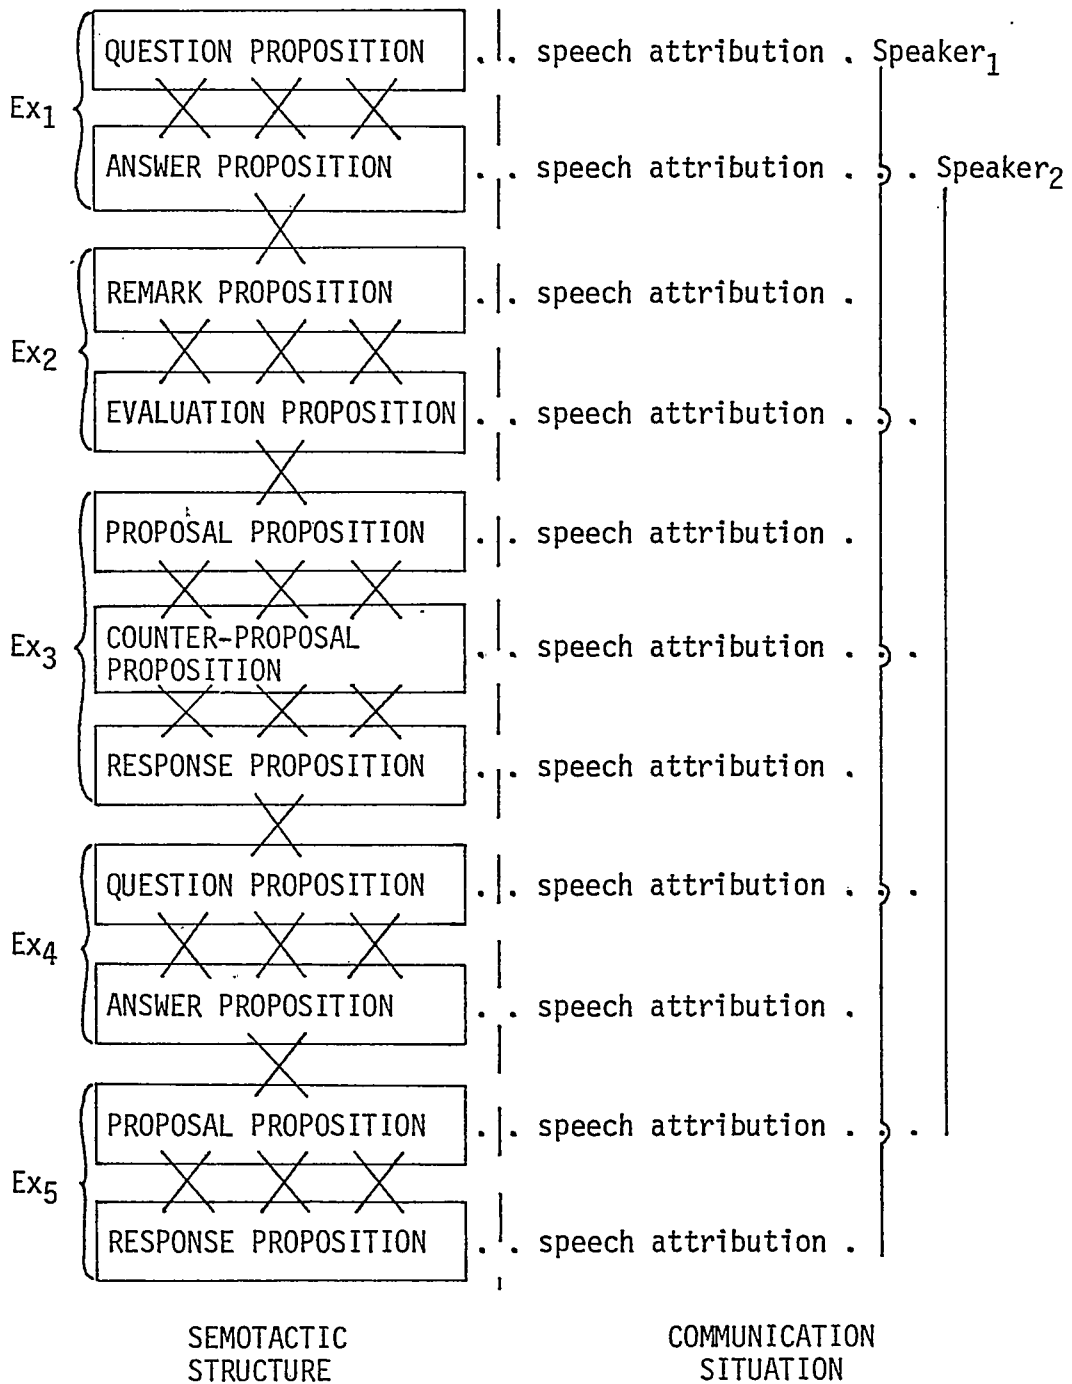 QUESTION PROPOSITION . . speech attribution . Speaker1
Ex1
ANSWER PROPOSITION . . speech attribution . . . Speaker2
REMARK PROPOSITION . . speech attribution .
Ex2
EVALUATION PROPOSITION . . speech attribution . . .
PROPOSAL PROPOSITION . . speech attribution .
Ex3
COUNTER-PROPOSAL
PROPOSITION . . speech attribution . . .
RESPONSE PROPOSITION . . speech attribution .
QUESTION PROPOSITION . . speech attribution . . .
Ex4
ANSWER PROPOSITION . . speech attribution .
PROPOSAL PROPOSITION . . speech attribution . . .
Ex5
RESPONSE PROPOSITION . . speech attribution .
SEMOTACTIC
STRUCTURE
COMMUNICATION
SITUATION